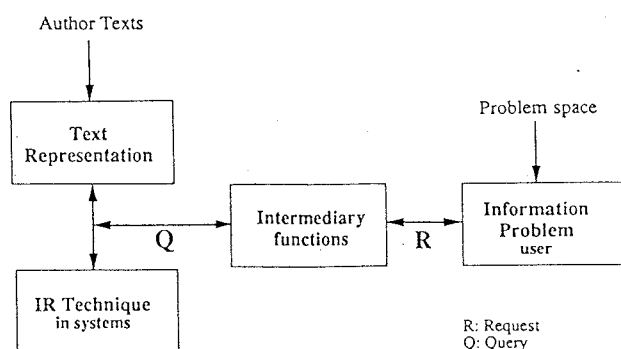 Author Texts
Problem space
Text
Representation
Intermediary
functions
Information
Problem
user
Q
R
IR Technique
in systems
R: Request
Q: Query